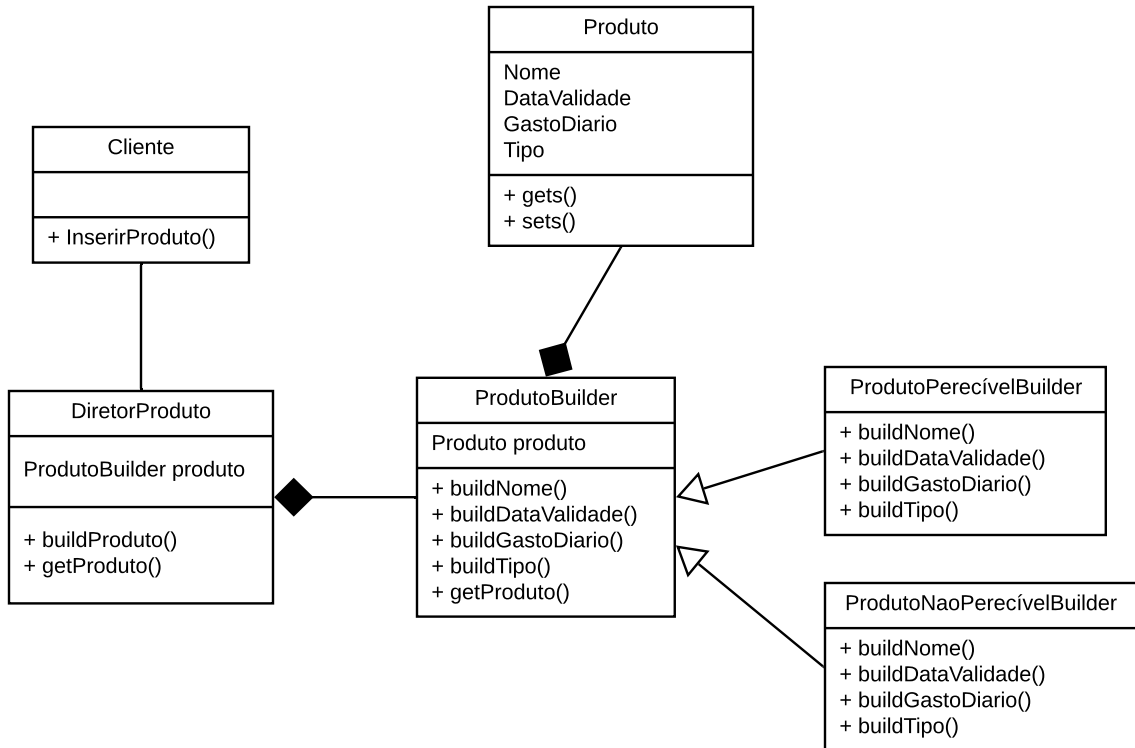 Produto
Nome
DataValidade
GastoDiario
Tipo
+ gets()
+ sets()
Cliente
+ InserirProduto()
DiretorProduto
ProdutoBuilder produto
+ buildProduto()
+ getProduto()
ProdutoBuilder
Produto produto
+ buildNome()
+ buildDataValidade()
+ buildGastoDiario()
+ buildTipo()
+ getProduto()
ProdutoPerecívelBuilder
+ buildNome()
+ buildDataValidade()
+ buildGastoDiario()
+ buildTipo()
ProdutoNaoPerecívelBuilder
+ buildNome()
+ buildDataValidade()
+ buildGastoDiario()
+ buildTipo()